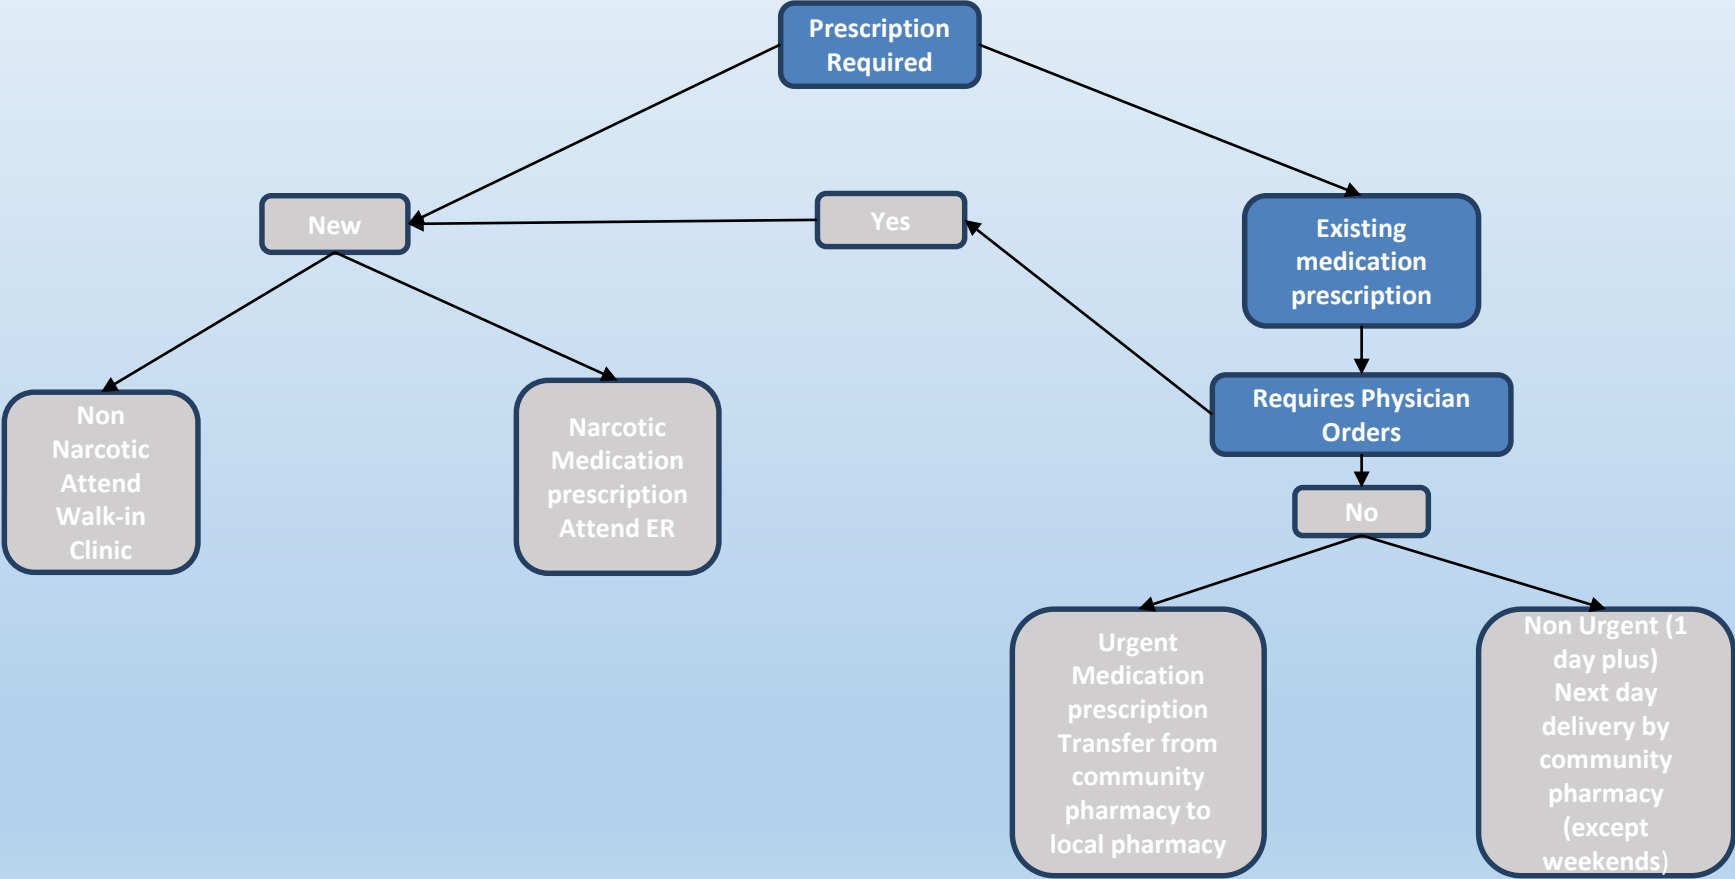 Prescription
Required
New
Yes
Existing
medication
prescription
Requires Physician
Orders
Non
Narcotic
Attend
Walk-in
Clinic
Narcotic
Medication
prescription
Attend ER
No
Urgent
Medication
prescription
Transfer from
community
pharmacy to
local pharmacy
Non Urgent (1
day plus)
Next day
delivery by
community
pharmacy
(except
weekends)